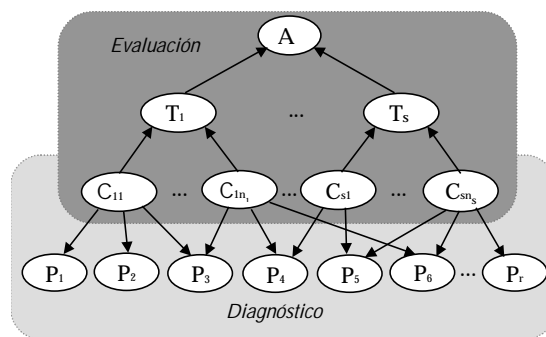 Evaluación
A
T1 ... Ts
C11 ... C1n1 ... Cs1 ... Csns
P1 P2 P3 P4 P5 P6 ... Pr
Diagnóstico